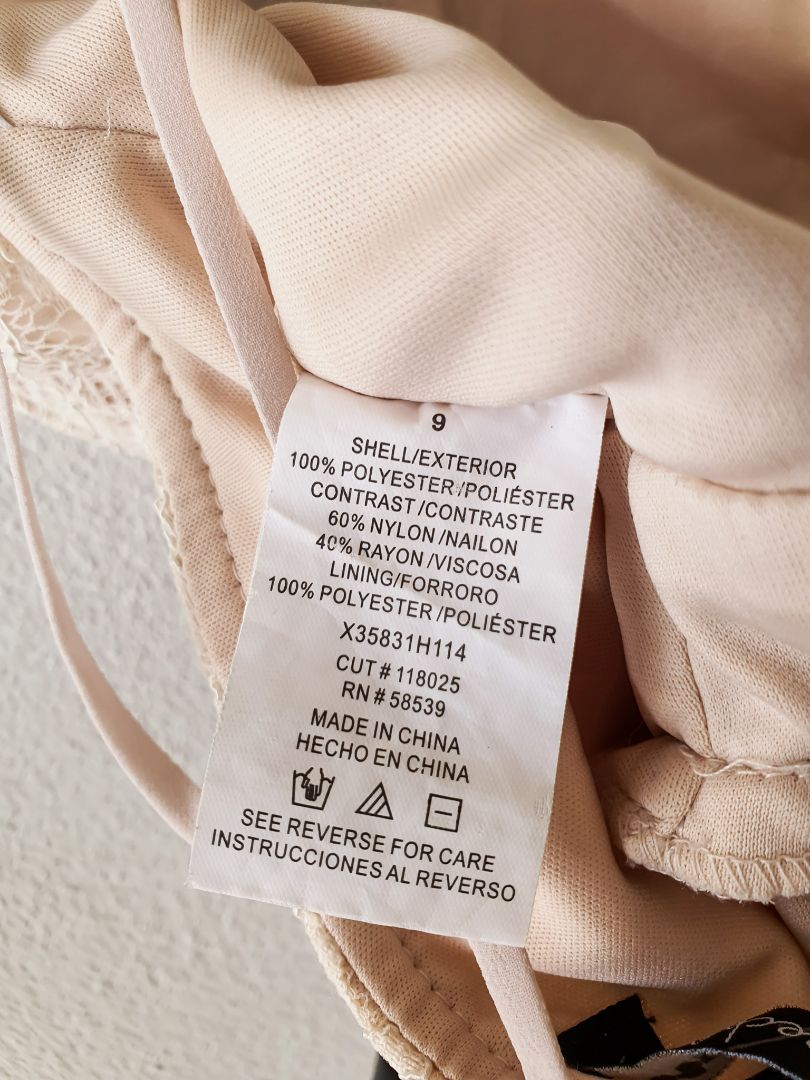 9
SHELL/EXTERIOR
100% POLYESTER/POLIÉSTER
CONTRAST/CONTRASTE
60% NYLON/NAILON
40% RAYON/VISCOSA
LINING/FORRORO
100% POLYESTER/POLIÉSTER
X35831H114
CUT # 118025
RN # 58539
MADE IN CHINA
HECHO EN CHINA
SEE REVERSE FOR CARE
INSTRUCCIONES AL REVERSO